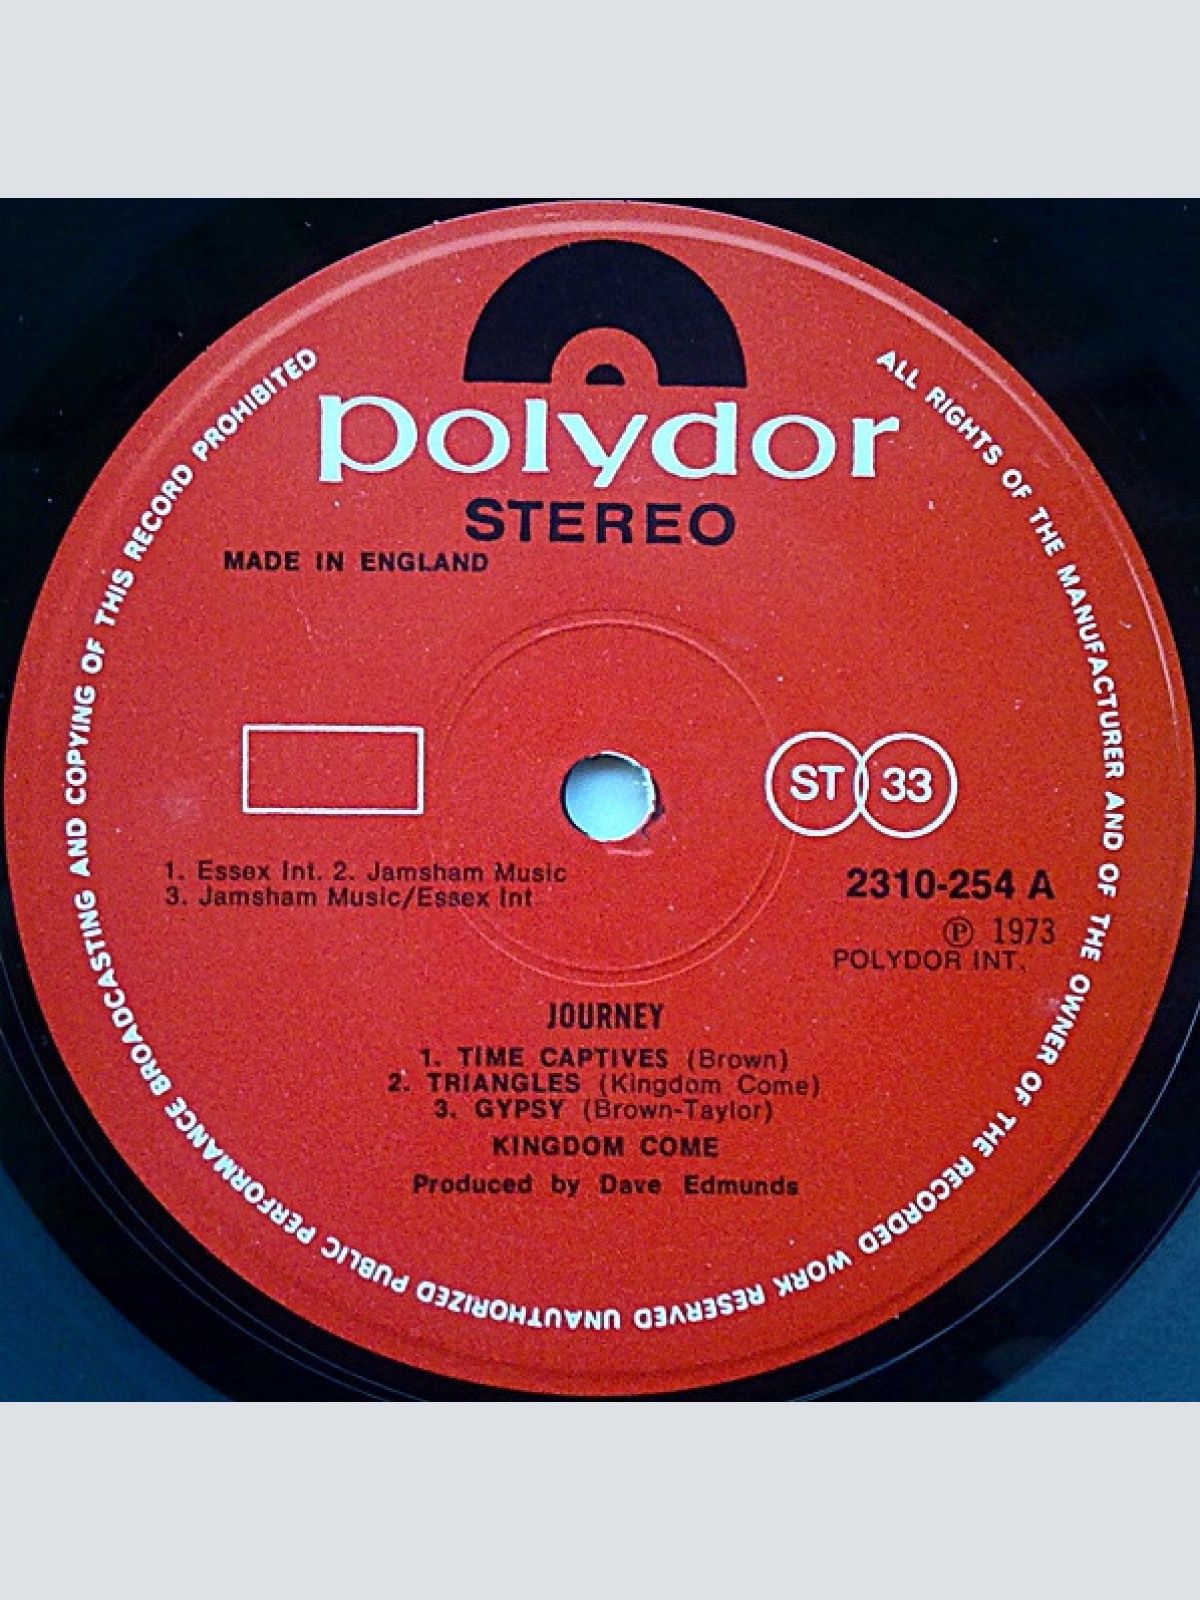 polydor
STEREO
MADE IN ENGLAND
ST 33
1. Essex Int. 2. Jamsham Music
3. Jamsham Music/Essex Int
2310-254 A
Ⓟ 1973
POLYDOR INT.
JOURNEY
1. TIME CAPTIVES (Brown)
2. TRIANGLES (Kingdom Come)
3. GYPSY (Brown-Taylor)
KINGDOM COME
Produced by Dave Edmunds
ALL RIGHTS OF THE MANUFACTURER AND OF THE OWNER OF THE RECORDED WORK RESERVED UNAUTHORIZED PUBLIC PERFORMANCE BROADCASTING AND COPYING OF THIS RECORD PROHIBITED